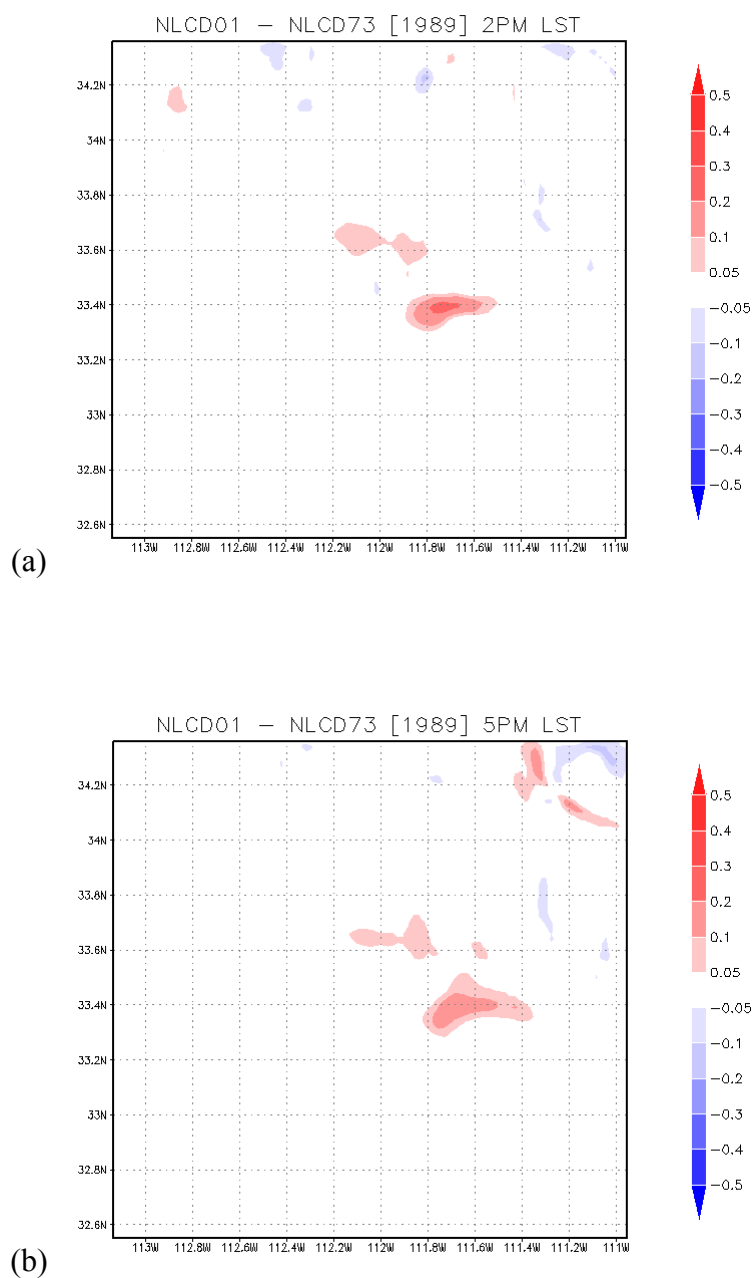 NLCD01 – NLCD73 [1989] 2PM LST
34.2N
34N
33.8N
33.6N
33.4N
33.2N
33N
32.8N
32.6N
113W 112.8W 112.6W 112.4W 112.2W 112W 111.8W 111.6W 111.4W 111.2W 111W
0.5
0.4
0.3
0.2
0.1
0.05
−0.05
−0.1
−0.2
−0.3
−0.4
−0.5
(a)
NLCD01 – NLCD73 [1989] 5PM LST
34.2N
34N
33.8N
33.6N
33.4N
33.2N
33N
32.8N
32.6N
113W 112.8W 112.6W 112.4W 112.2W 112W 111.8W 111.6W 111.4W 111.2W 111W
0.5
0.4
0.3
0.2
0.1
0.05
−0.05
−0.1
−0.2
−0.3
−0.4
−0.5
(b)